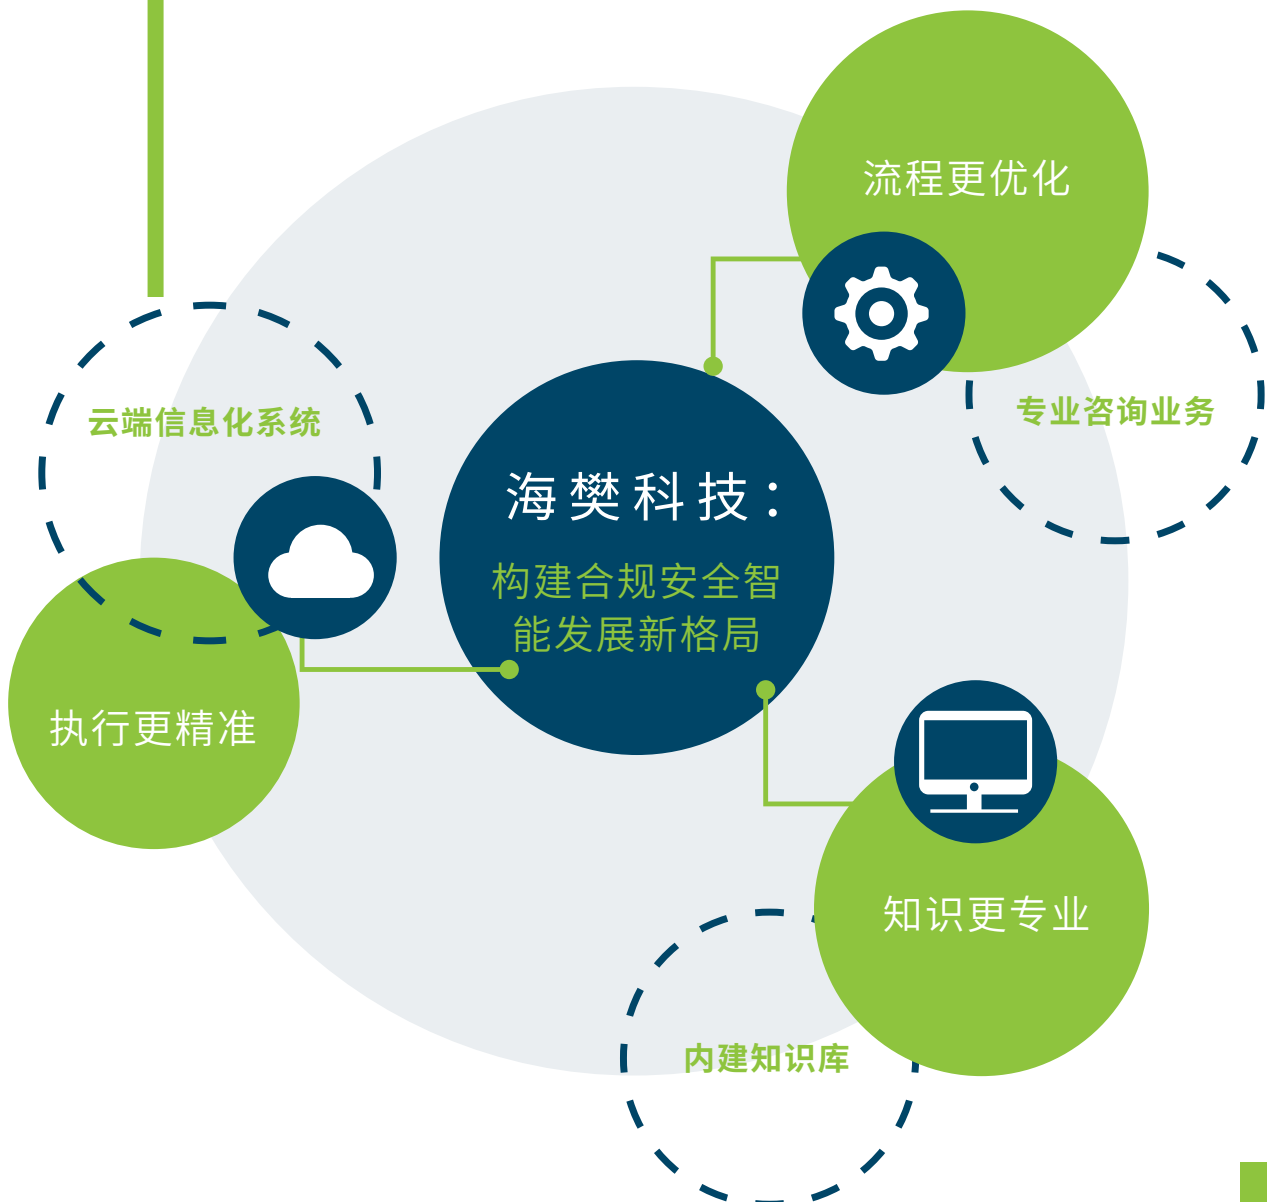 流程更优化
专业咨询业务
云端信息化系统
海樊科技：
构建合规安全智
能发展新格局
执行更精准
知识更专业
内建知识库